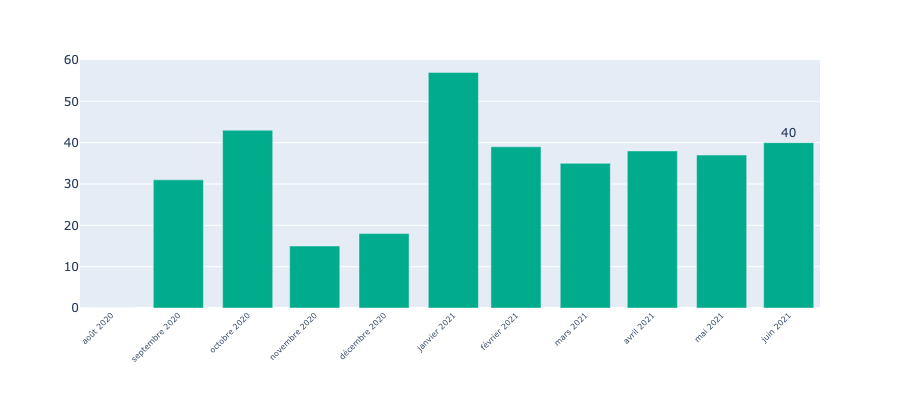 60
50
40
30
20
10
0
40
août 2020
septembre 2020
octobre 2020
novembre 2020
décembre 2020
janvier 2021
février 2021
mars 2021
avril 2021
mai 2021
juin 2021